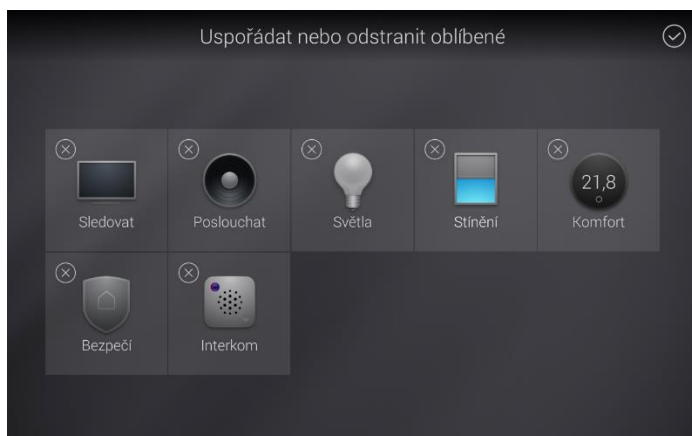 Uspořádat nebo odstranit oblíbené
Sledovat
Poslouchat
Světla
Stínění
21,8
Komfort
Bezpečí
Interkom